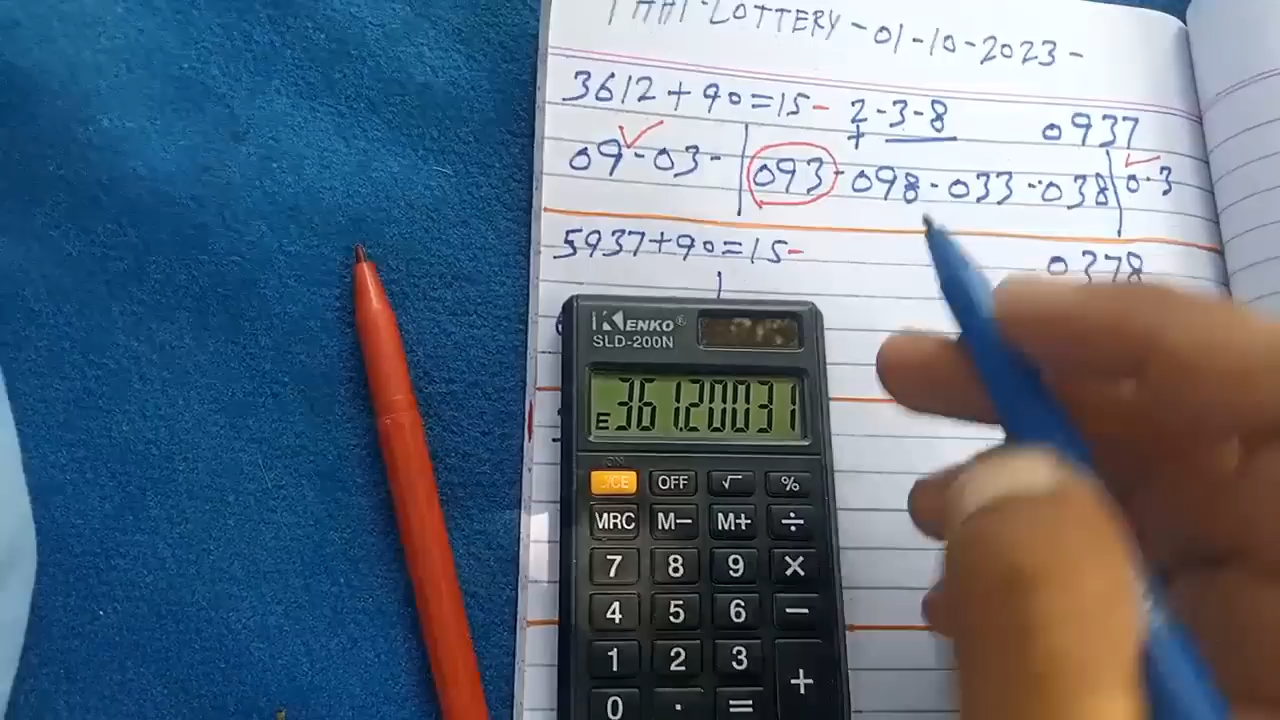 THAI-LOTTERY-01-10-2023-
3612+90=15- 2-3-8 0937
+
09-03- 093-098-033-038 0-3
5937+90=15- 0378
KENKO®
SLD-200N
E361.20031
ON
/CE OFF √ %
MRC M− M+ ÷
7 8 9 ×
4 5 6 −
1 2 3 +
0 . =